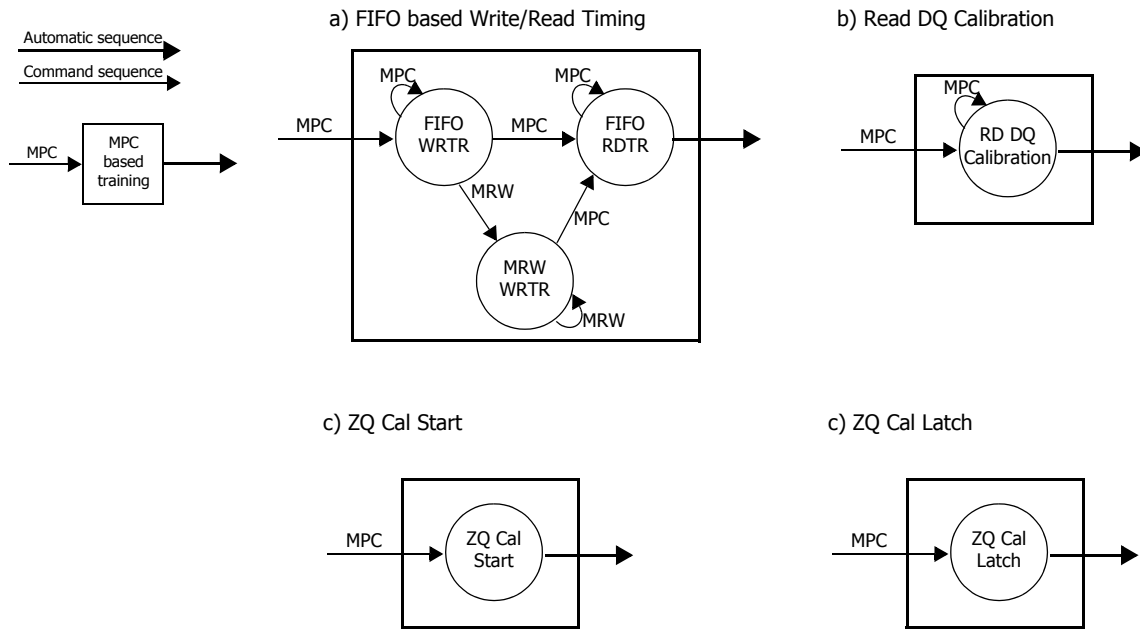 a) FIFO based Write/Read Timing
b) Read DQ Calibration
Automatic sequence
Command sequence
MPC
MPC
based
training
MPC
MPC
FIFO
WRTR
MPC
MPC
FIFO
RDTR
MRW
MPC
MRW
WRTR
MRW
MPC
MPC
RD DQ
Calibration
c) ZQ Cal Start
c) ZQ Cal Latch
MPC
ZQ Cal
Start
MPC
ZQ Cal
Latch